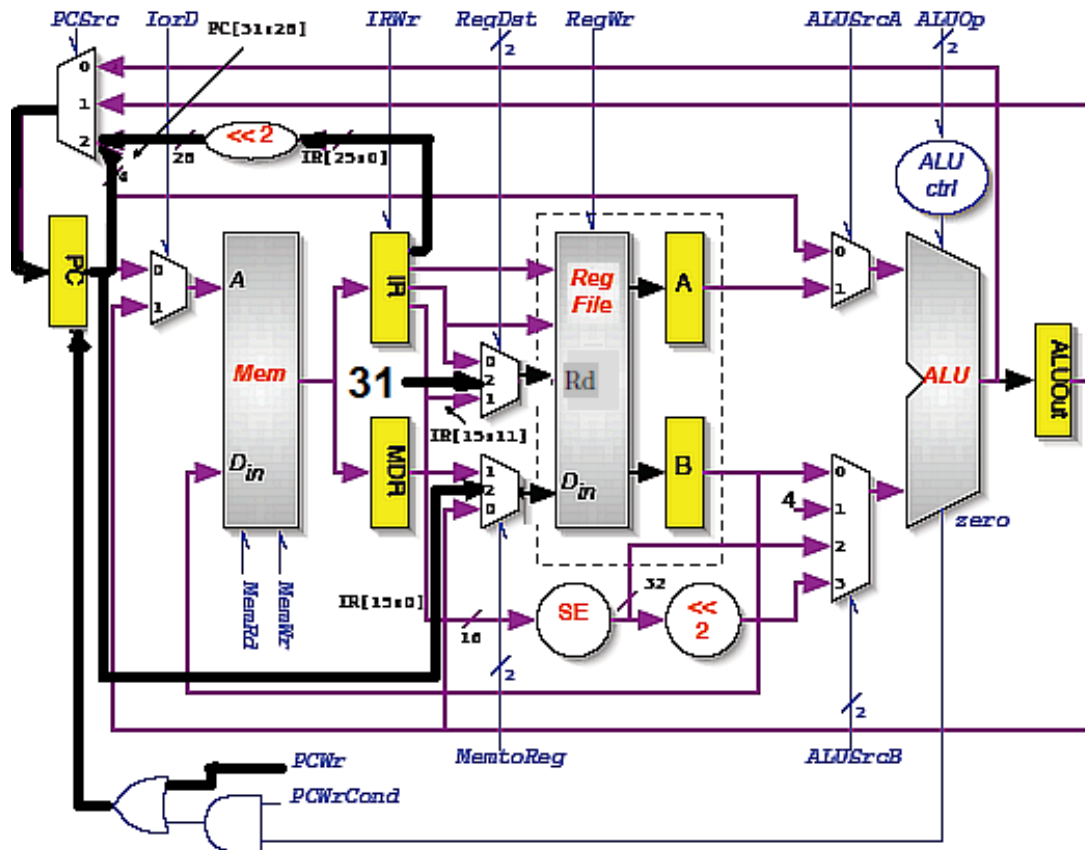 PCSrc IorD IRWr RegDst RegWr ALUSrcA ALUOp
PC[31:28]
2 2
0
1
2
<< 2
28 IR[25:0]
4
ALU
ctrl
PC
0
1
A
Mem
Din
IR
31
MDR
0
2
1
IR[15:11]
1
2
0
Reg
File
Rd
Din
A
B
0
1
ALU
ALUOut
zero
0
4 1
2
3
MemRd MemWr
IR[15:0]
16
SE
32
<<
2
2 2
MemtoReg ALUSrcB
PCWr
PCWrCond